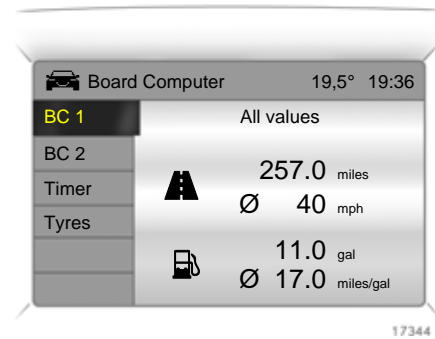 Board Computer 19,5° 19:36
BC 1
All values
BC 2
Timer
Tyres
257.0 miles
Ø 40 mph
11.0 gal
Ø 17.0 miles/gal
17344